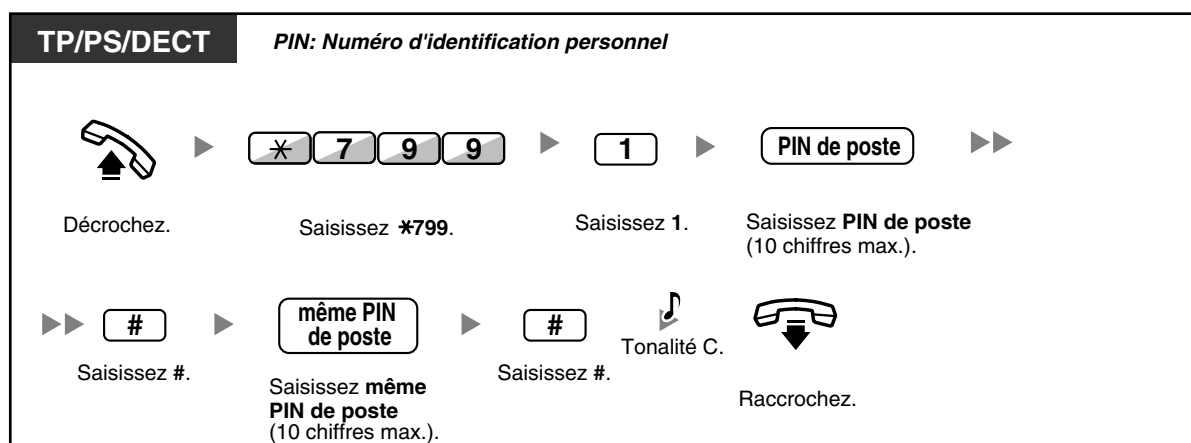 TP/PS/DECT
PIN: Numéro d'identification personnel
* 7 9 9
1
PIN de poste
Décrochez.
Saisissez *799.
Saisissez 1.
Saisissez PIN de poste
(10 chiffres max.).
#
même PIN
de poste
#
Tonalité C.
Saisissez #.
Saisissez même
PIN de poste
(10 chiffres max.).
Saisissez #.
Raccrochez.